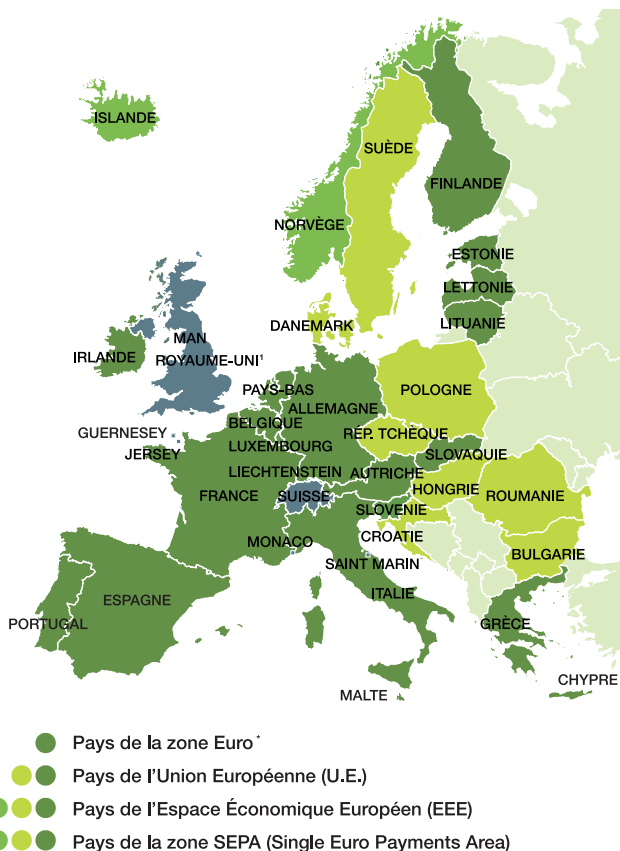 ISLANDE
SUÈDE
FINLANDE
NORVÈGE
ESTONIE
LETTONIE
LITUANIE
DANEMARK
MAN
IRLANDE
ROYAUME-UNI¹
PAYS-BAS
POLOGNE
ALLEMAGNE
BELGIQUE
GUERNESEY
RÉP. TCHÈQUE
JERSEY
LUXEMBOURG
SLOVAQUIE
LIECHTENSTEIN
AUTRICHE
HONGRIE
FRANCE
SUISSE
ROUMANIE
SLOVENIE
CROATIE
MONACO
BULGARIE
SAINT MARIN
ITALIE
ESPAGNE
PORTUGAL
GRÈCE
CHYPRE
MALTE
Pays de la zone Euro*
Pays de l'Union Européenne (U.E.)
Pays de l'Espace Économique Européen (EEE)
Pays de la zone SEPA (Single Euro Payments Area)